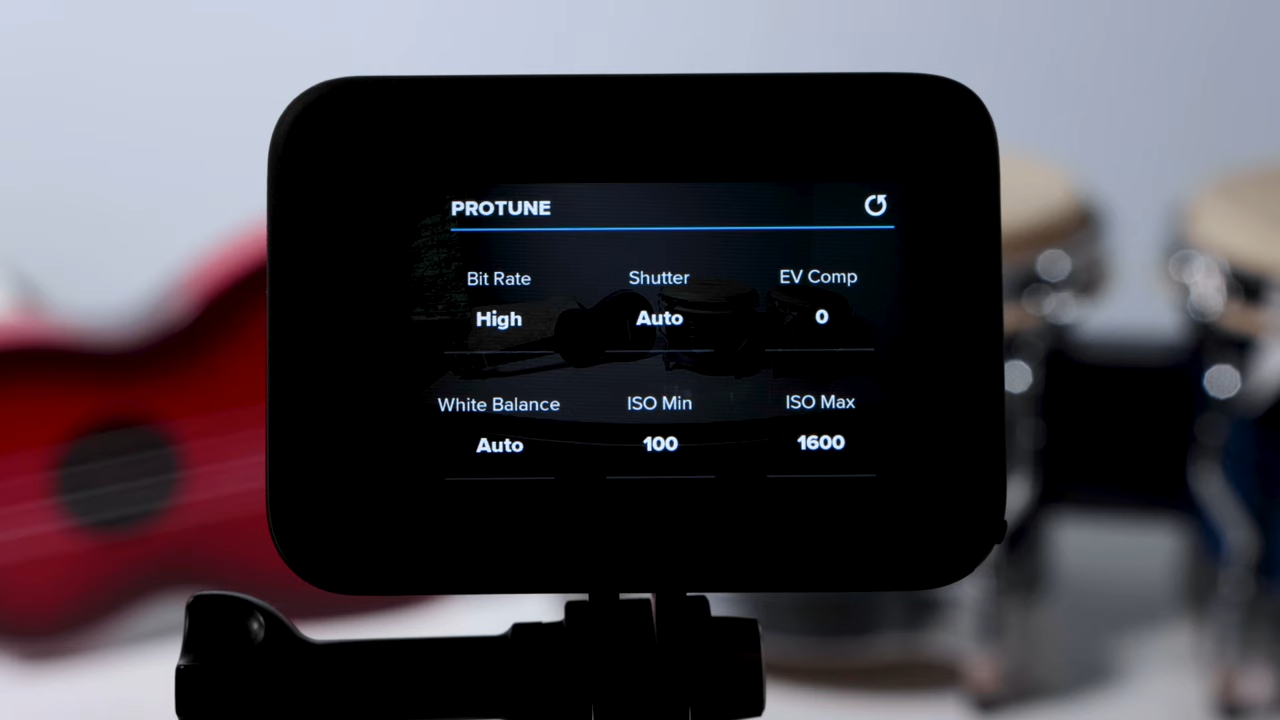 PROTUNE
Bit Rate Shutter EV Comp
High Auto 0
White Balance ISO Min ISO Max
Auto 100 1600